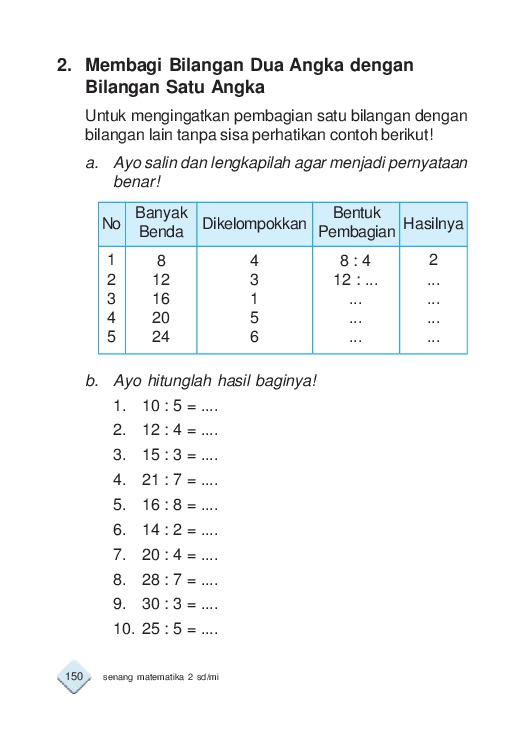 2. Membagi Bilangan Dua Angka dengan
Bilangan Satu Angka
Untuk mengingatkan pembagian satu bilangan dengan
bilangan lain tanpa sisa perhatikan contoh berikut!
a. Ayo salin dan lengkapilah agar menjadi pernyataan
benar!
No Banyak Benda Dikelompokkan Bentuk Pembagian Hasilnya
1 8 4 8 : 4 2
2 12 3 12 : ... ...
3 16 1 ... ...
4 20 5 ... ...
5 24 6 ... ...
b. Ayo hitunglah hasil baginya!
1. 10 : 5 = ....
2. 12 : 4 = ....
3. 15 : 3 = ....
4. 21 : 7 = ....
5. 16 : 8 = ....
6. 14 : 2 = ....
7. 20 : 4 = ....
8. 28 : 7 = ....
9. 30 : 3 = ....
10. 25 : 5 = ....
150 senang matematika 2 sd/mi